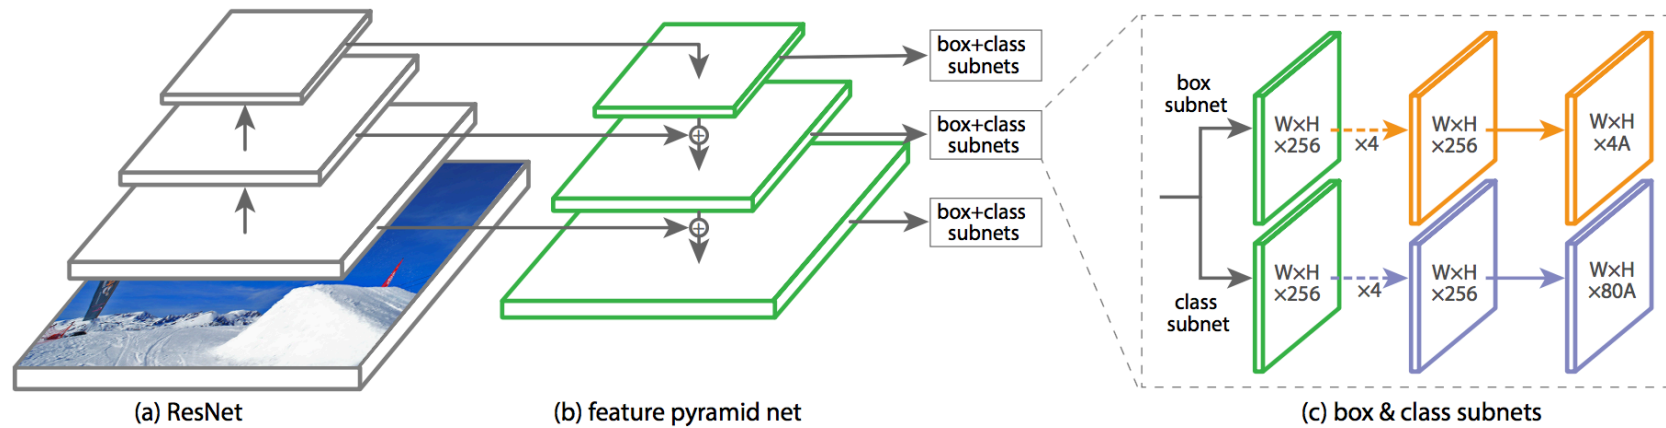 box+class
subnets
box+class
subnets
box+class
subnets
box
subnet
W×H
×256
×4
W×H
×256
W×H
×4A
class
subnet
W×H
×256
×4
W×H
×256
W×H
×80A
(a) ResNet
(b) feature pyramid net
(c) box & class subnets